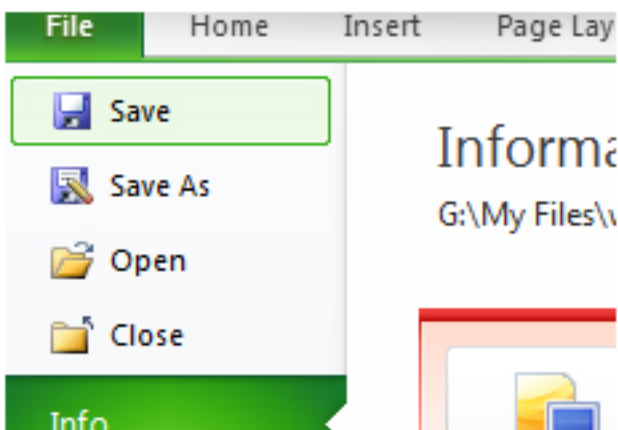 File Home Insert Page Lay
Save
Informa
Save As
G:\My Files\
Open
Close
Info